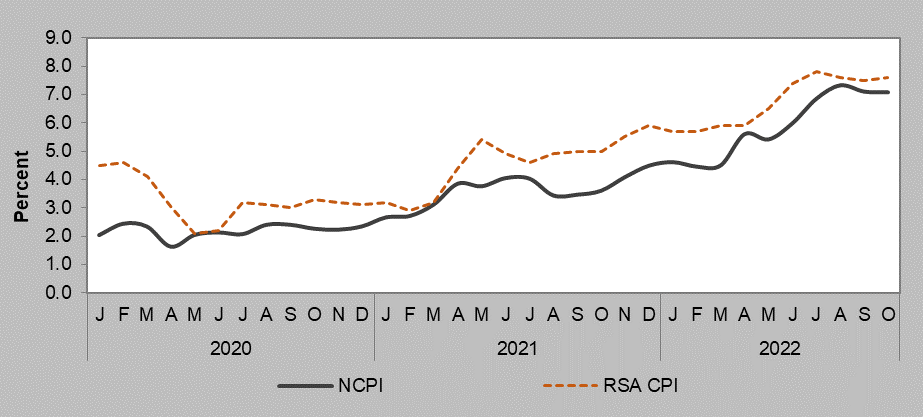 9.0
8.0
7.0
6.0
5.0
4.0
3.0
2.0
1.0
0.0
Percent
J F M A M J J A S O N D J F M A M J J A S O N D J F M A M J J A S O
2020 2021 2022
NCPI RSA CPI